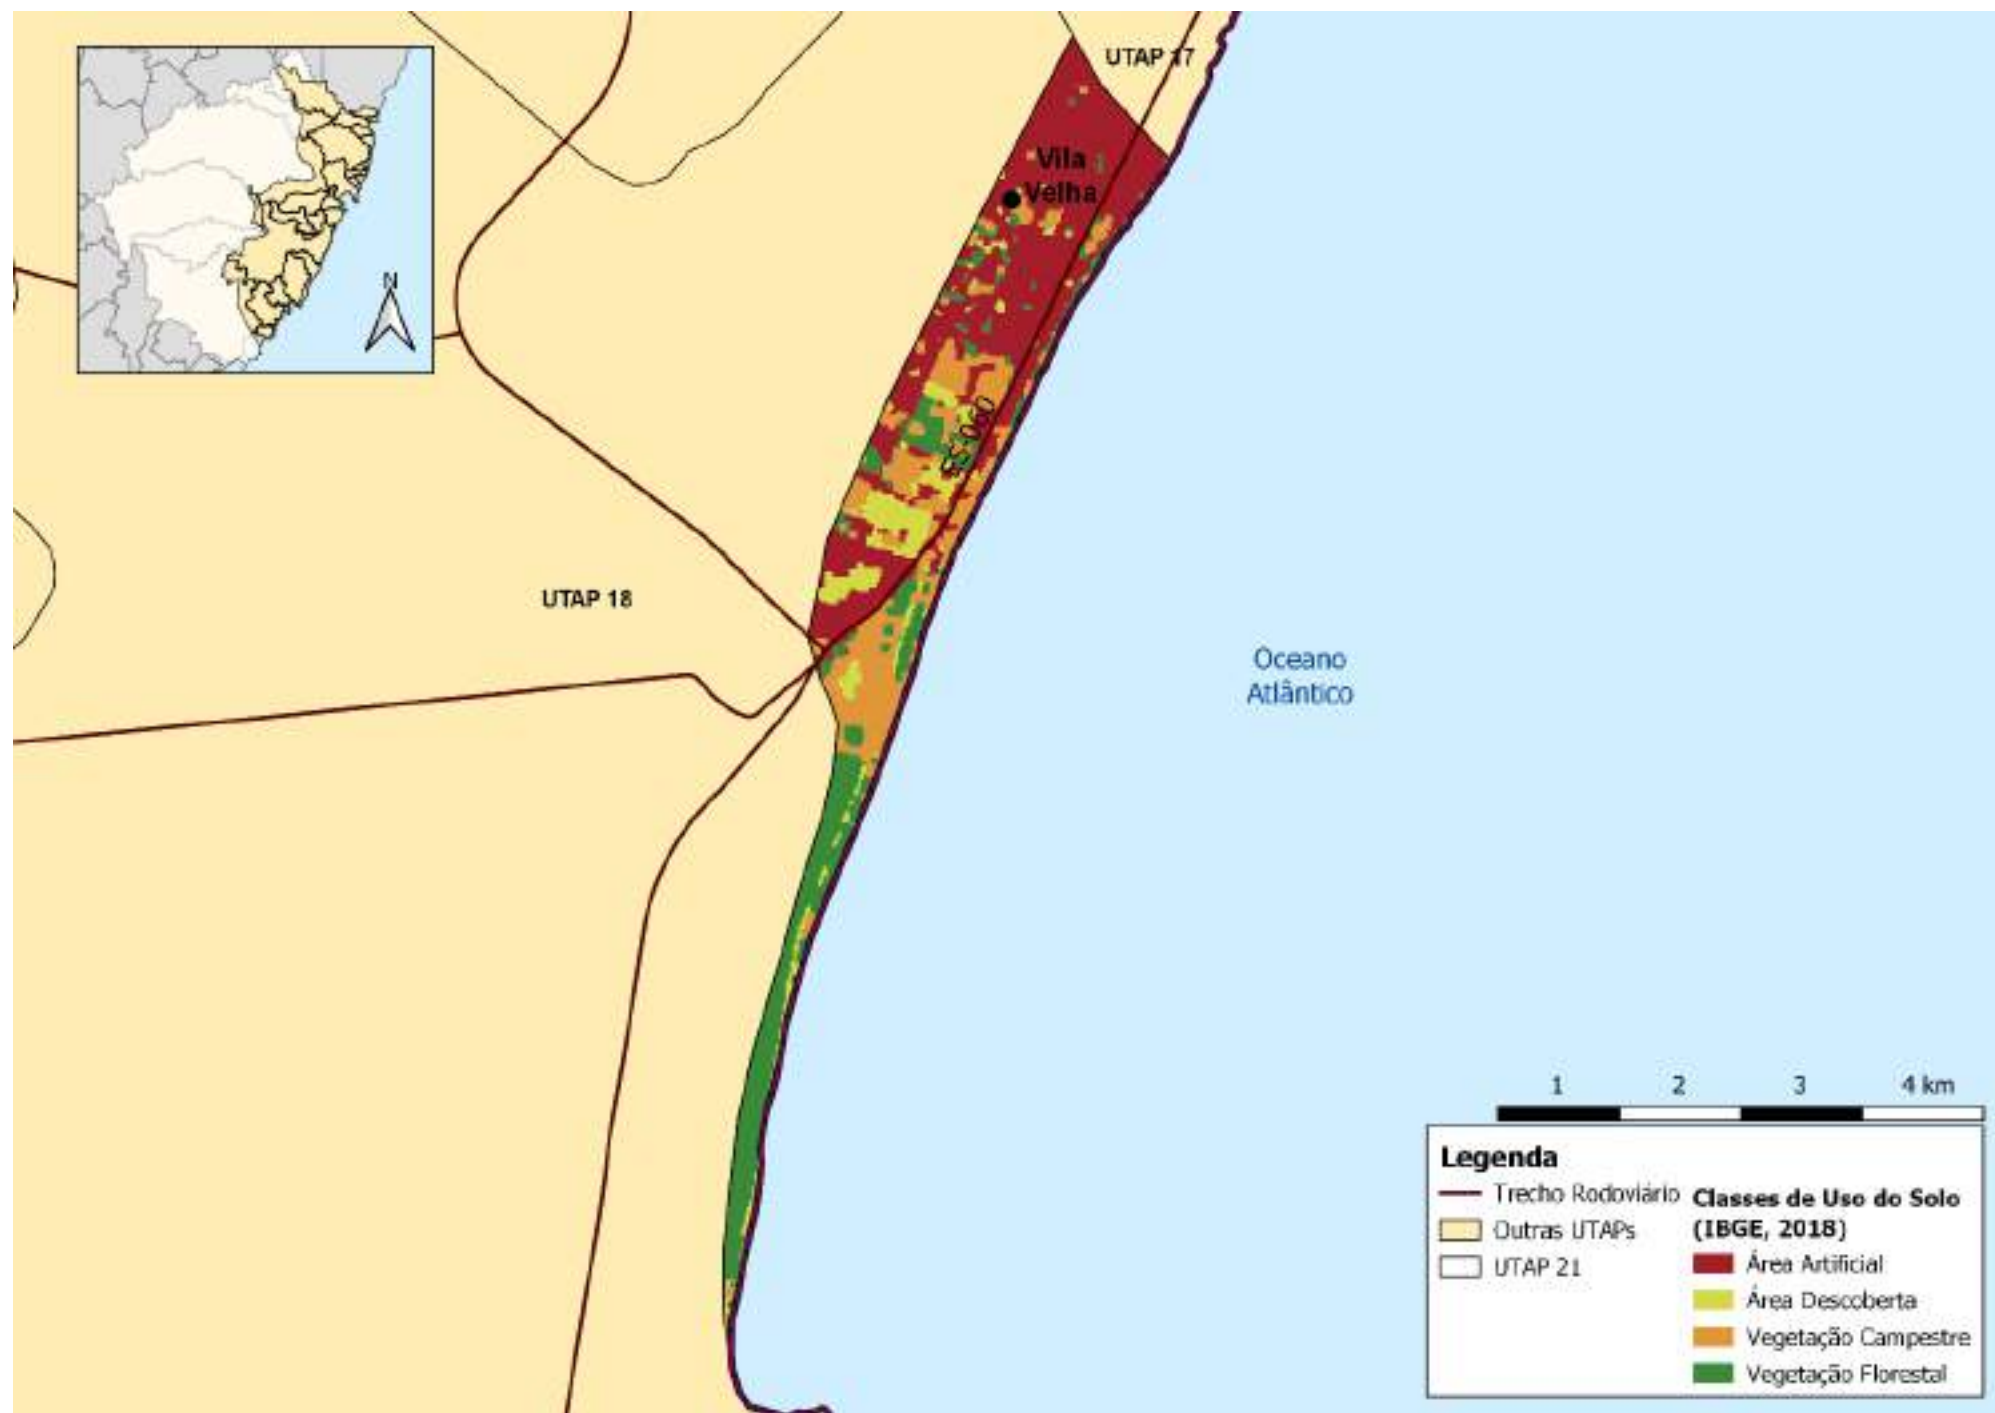 UTAP 17
N
Vila
Velha
ES-060
UTAP 18
Oceano
Atlântico
1 2 3 4 km
Legenda
Trecho Rodoviário
Outras UTAPs
UTAP 21
Classes de Uso do Solo
(IBGE, 2018)
Área Artificial
Área Descoberta
Vegetação Campestre
Vegetação Florestal